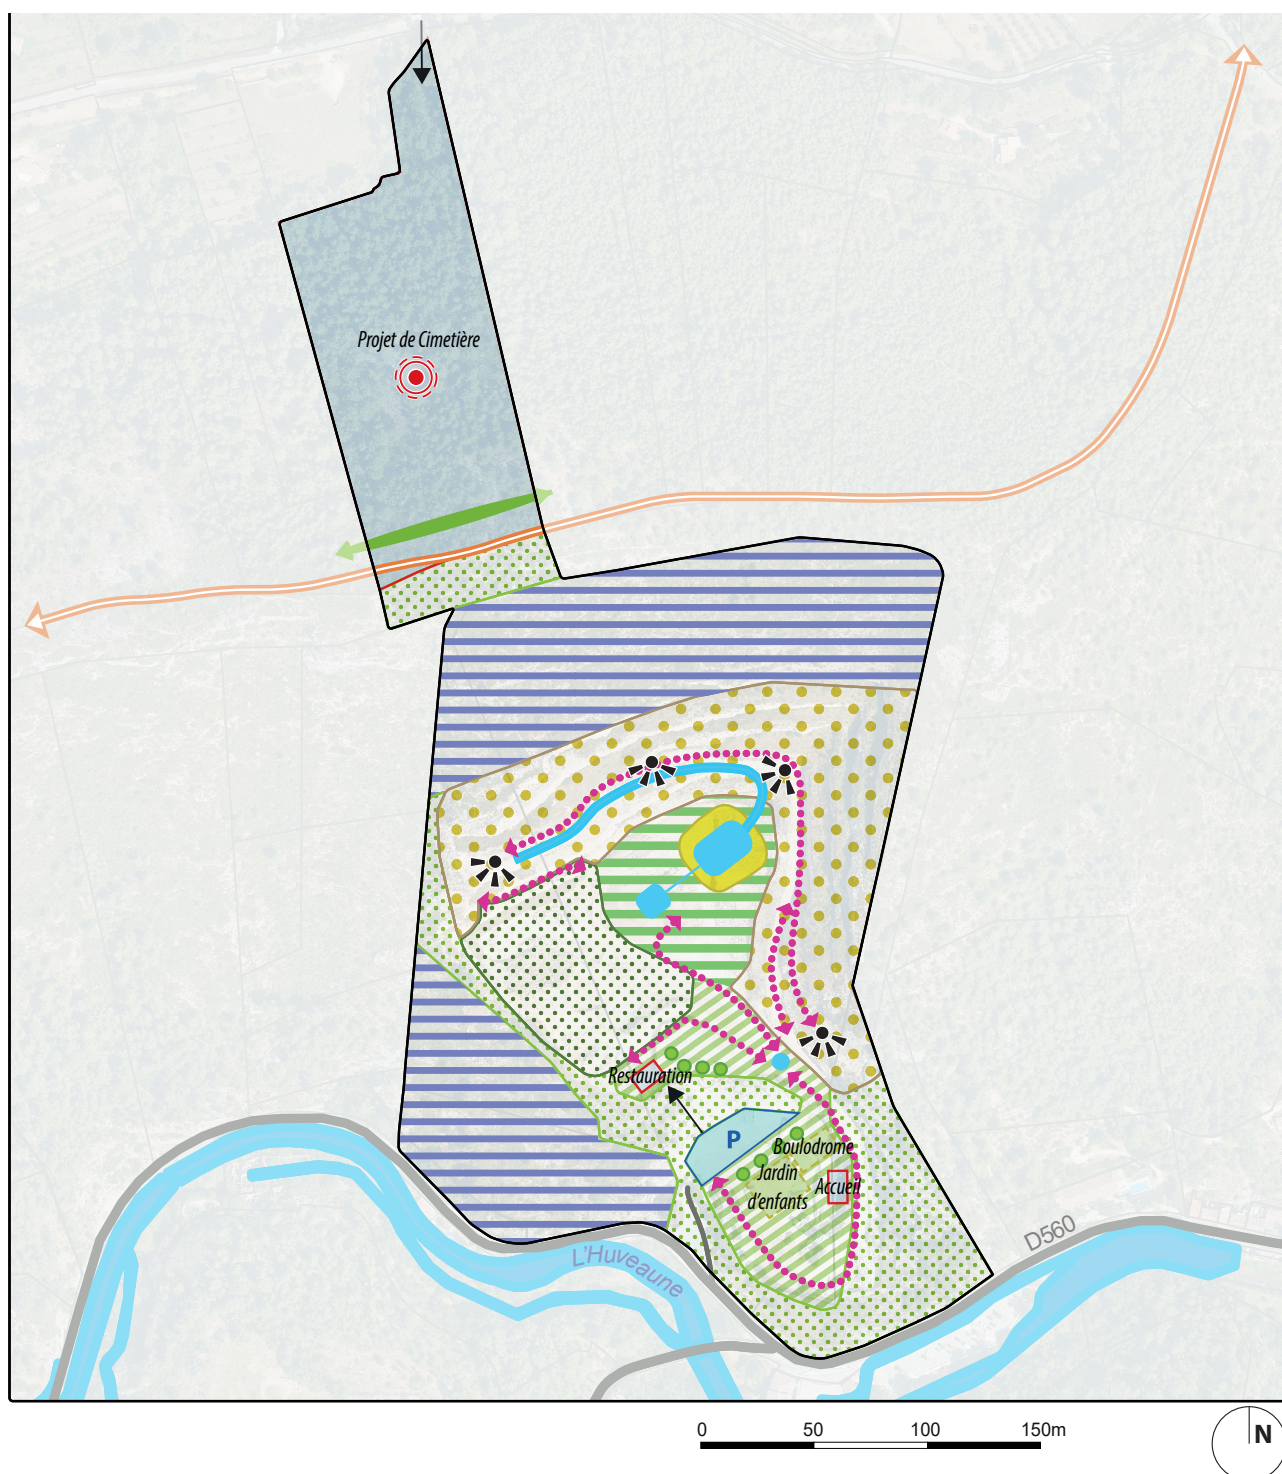 Projet de Cimetière
Restauration
P
Boulodrome
Jardin
d'enfants
Accueil
D560
L'Huveaune
0 50 100 150m
N